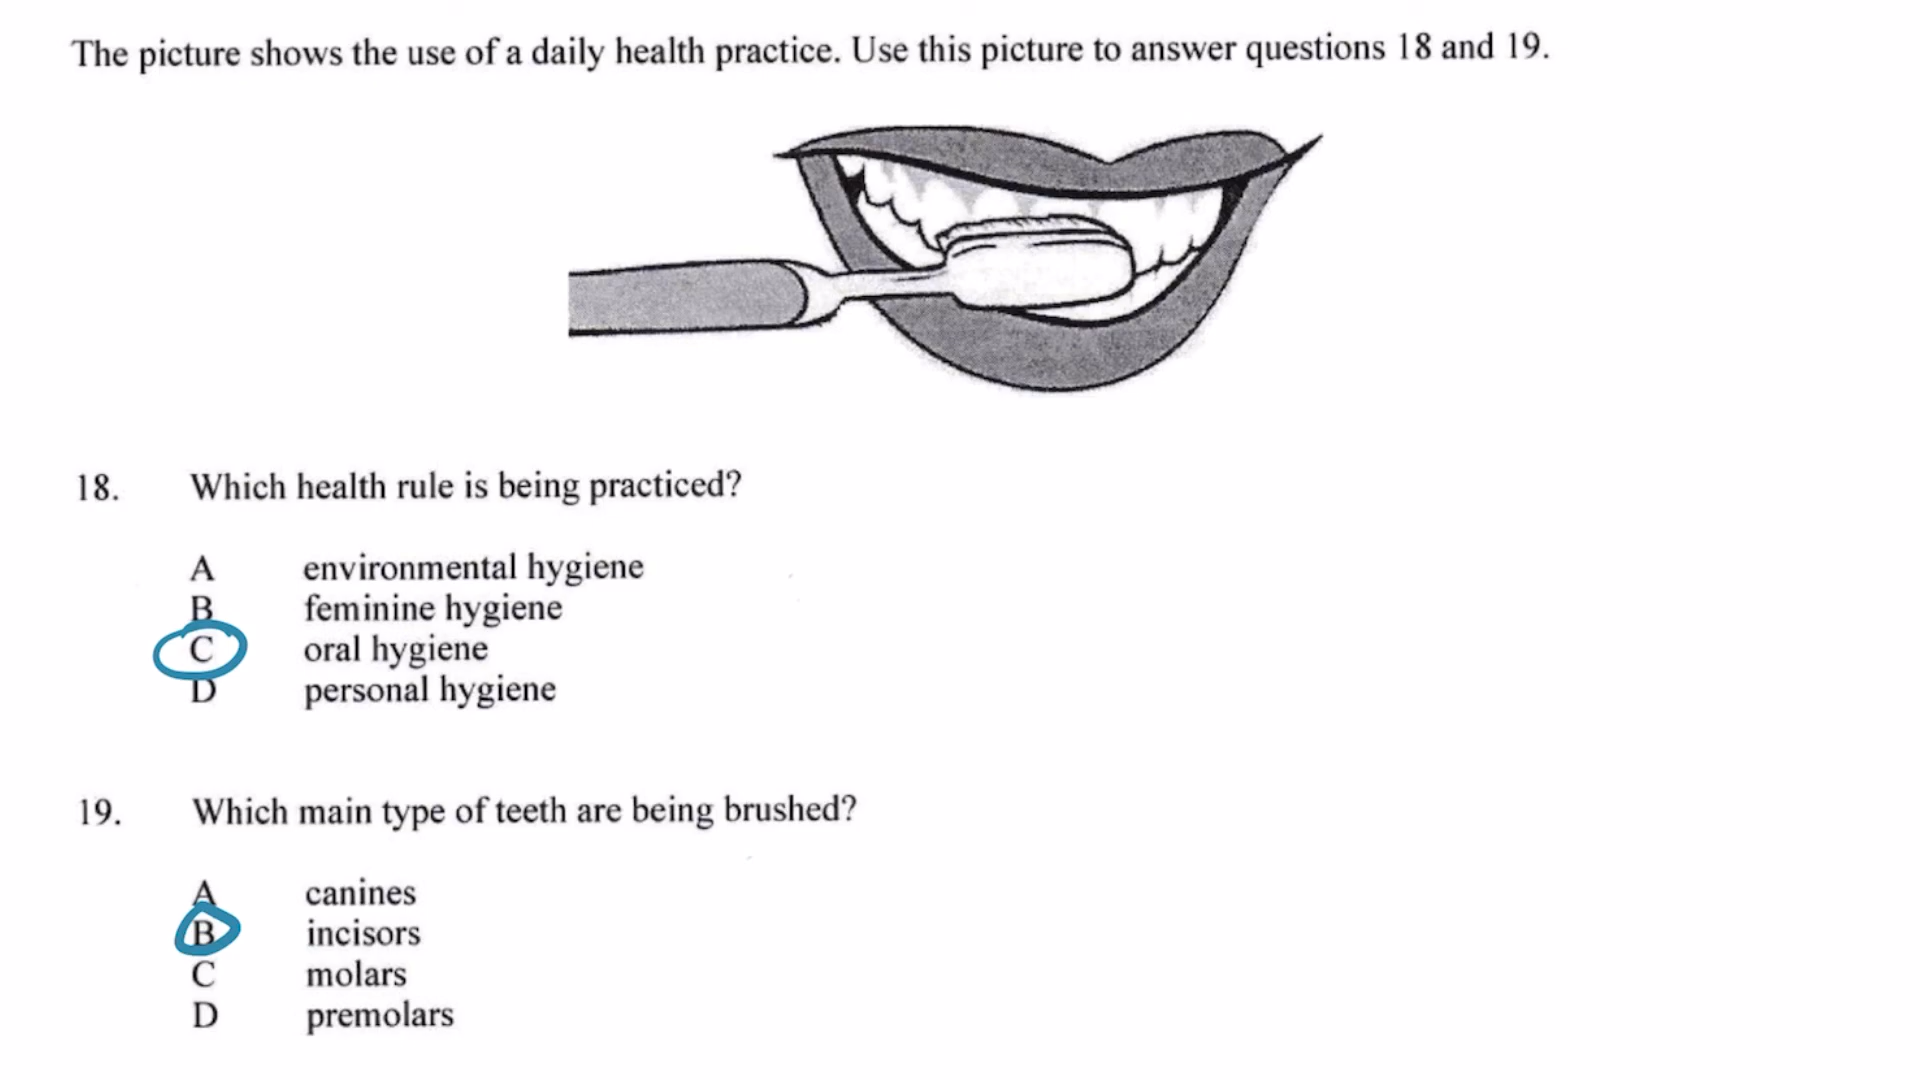 The picture shows the use of a daily health practice. Use this picture to answer questions 18 and 19.
18. Which health rule is being practiced?
A environmental hygiene
B feminine hygiene
C oral hygiene
D personal hygiene
19. Which main type of teeth are being brushed?
A canines
B incisors
C molars
D premolars